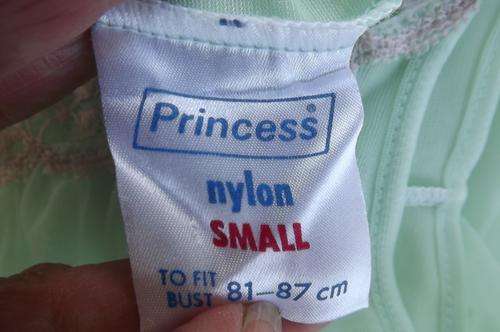 Princess®
nylon
SMALL
TO FIT
BUST 81-87 cm